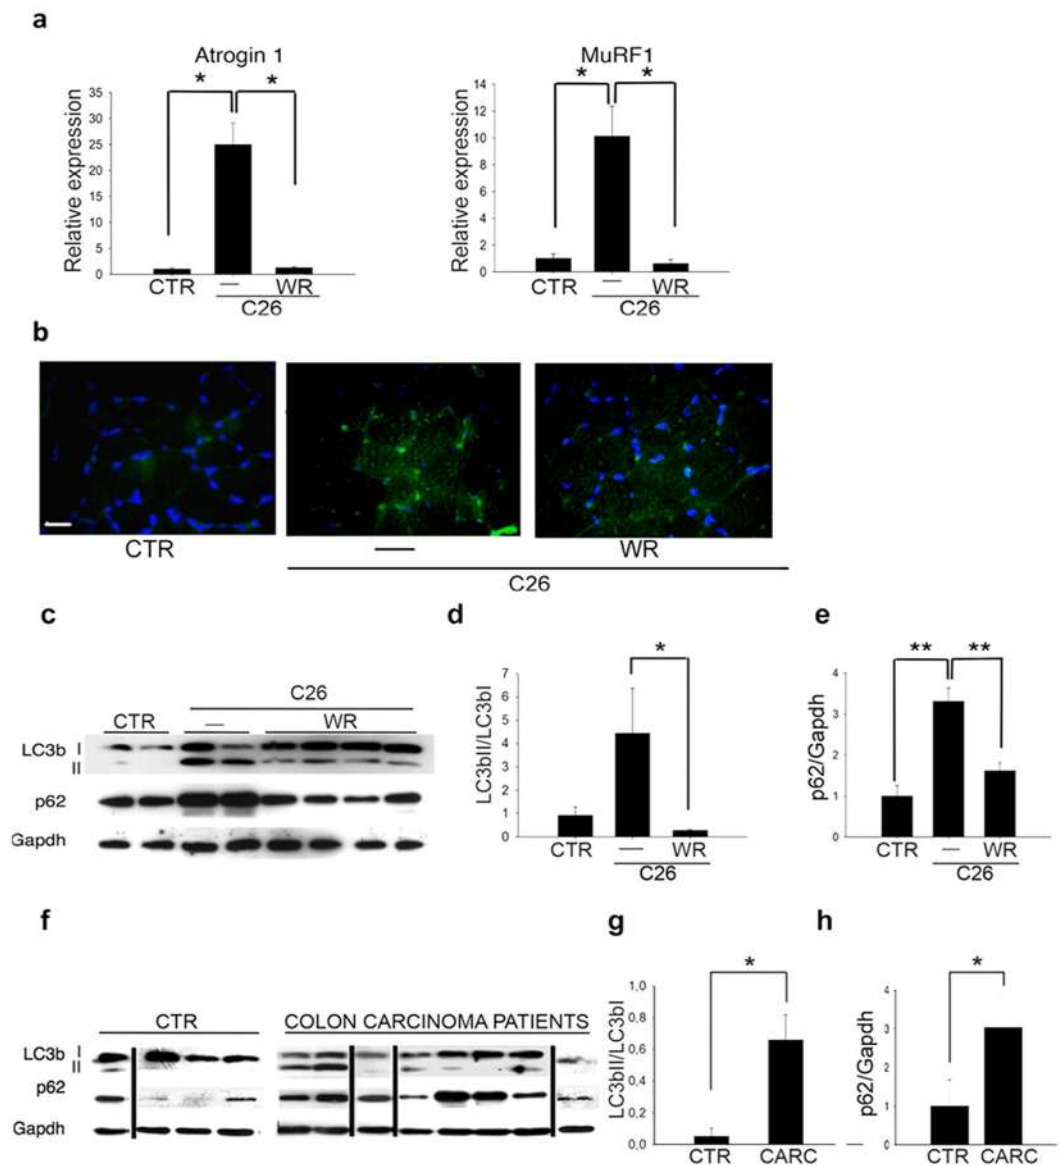 a
Atrogin 1
*
*
Relative expression
35
30
25
20
15
10
5
0
CTR
—
WR
C26
MuRF1
*
*
Relative expression
14
12
10
8
6
4
2
0
CTR
—
WR
C26
b
CTR
—
WR
C26
c
C26
CTR
—
WR
LC3b I
II
p62
Gapdh
d
*
LC3bII/LC3bI
7
6
5
4
3
2
1
0
CTR
—
WR
C26
e
**
**
p62/Gapdh
4
3
2
1
0
CTR
—
WR
C26
f
CTR
COLON CARCINOMA PATIENTS
LC3b I
II
p62
Gapdh
g
*
LC3bII/LC3bI
1,0
0,8
0,6
0,4
0,2
0,0
CTR
CARC
h
*
p62/Gapdh
4
3
2
1
0
CTR
CARC